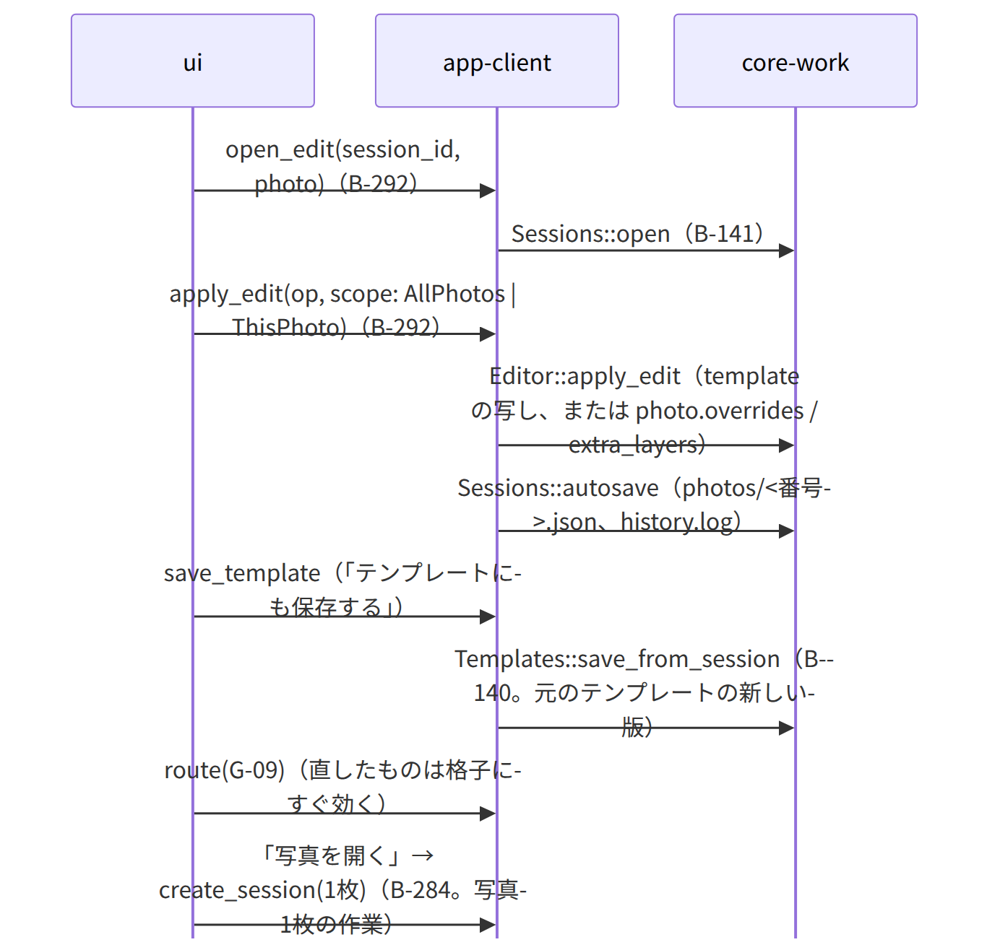 ui
app-client
core-work
open_edit(session_id,
photo)（B-292）
Sessions::open（B-141）
apply_edit(op, scope: AllPhotos |
ThisPhoto)（B-292）
Editor::apply_edit（template
の写し、または photo.overrides /
extra_layers）
Sessions::autosave（photos/<番号-
>.json、history.log）
save_template（「テンプレートに-
も保存する」）
Templates::save_from_session（B--
140。元のテンプレートの新しい-
版）
route(G-09)（直したものは格子に-
すぐ効く）
「写真を開く」→
create_session(1枚)（B-284。写真-
1枚の作業）